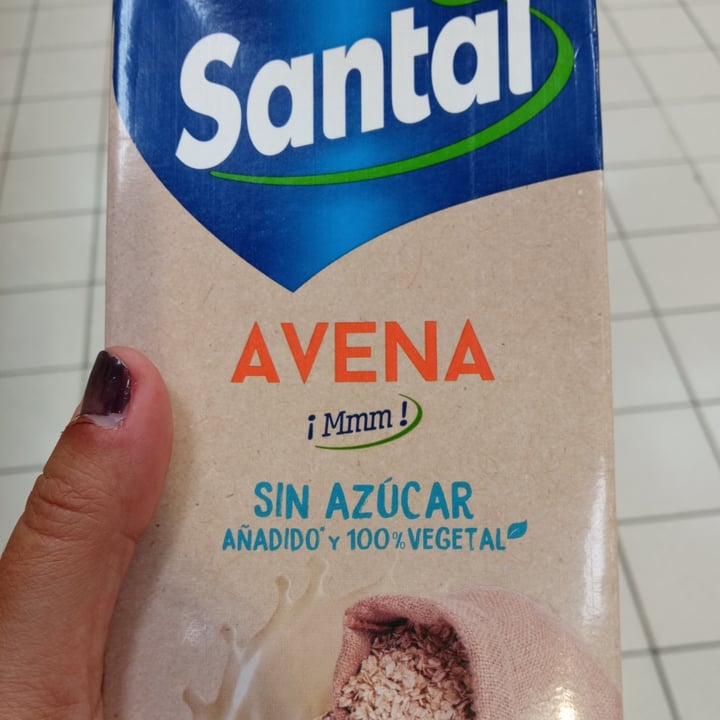 Santal
AVENA
¡Mmm!
SIN AZÚCAR
AÑADIDO* Y 100% VEGETAL